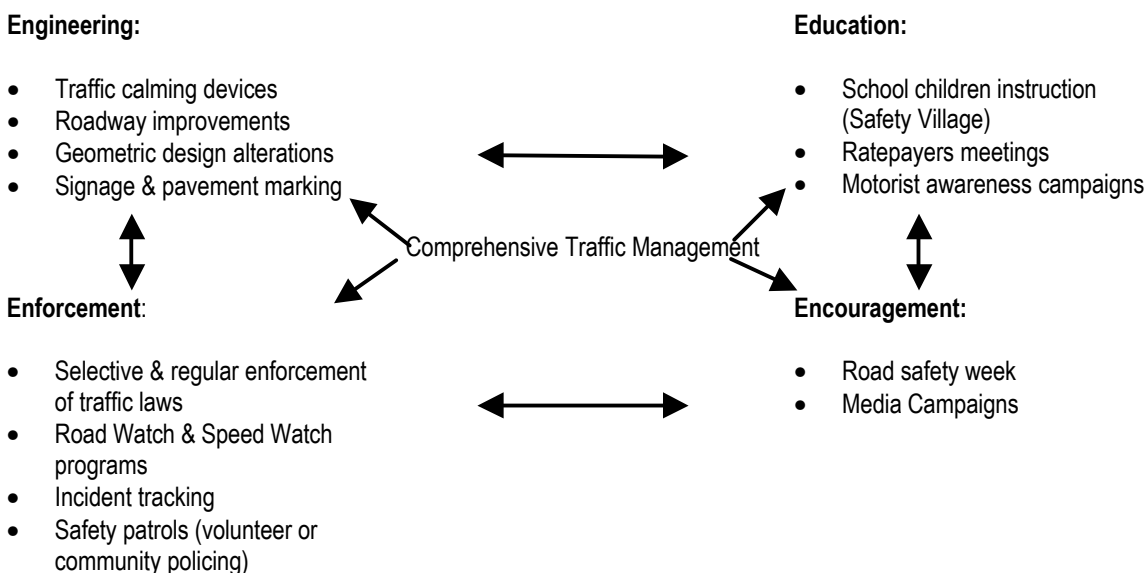 Engineering:
• Traffic calming devices
• Roadway improvements
• Geometric design alterations
• Signage & pavement marking
Education:
• School children instruction
(Safety Village)
• Ratepayers meetings
• Motorist awareness campaigns
Comprehensive Traffic Management
Enforcement:
• Selective & regular enforcement
of traffic laws
• Road Watch & Speed Watch
programs
• Incident tracking
• Safety patrols (volunteer or
community policing)
Encouragement:
• Road safety week
• Media Campaigns